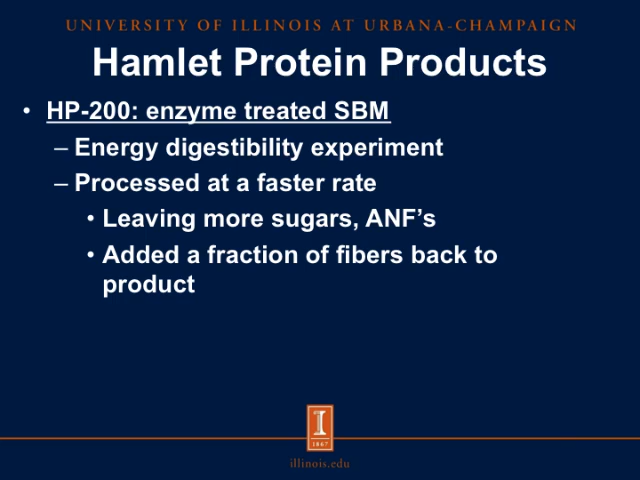 UNIVERSITY OF ILLINOIS AT URBANA-CHAMPAIGN
Hamlet Protein Products
• HP-200: enzyme treated SBM
– Energy digestibility experiment
– Processed at a faster rate
• Leaving more sugars, ANF’s
• Added a fraction of fibers back to
product
I
1867
illinois.edu